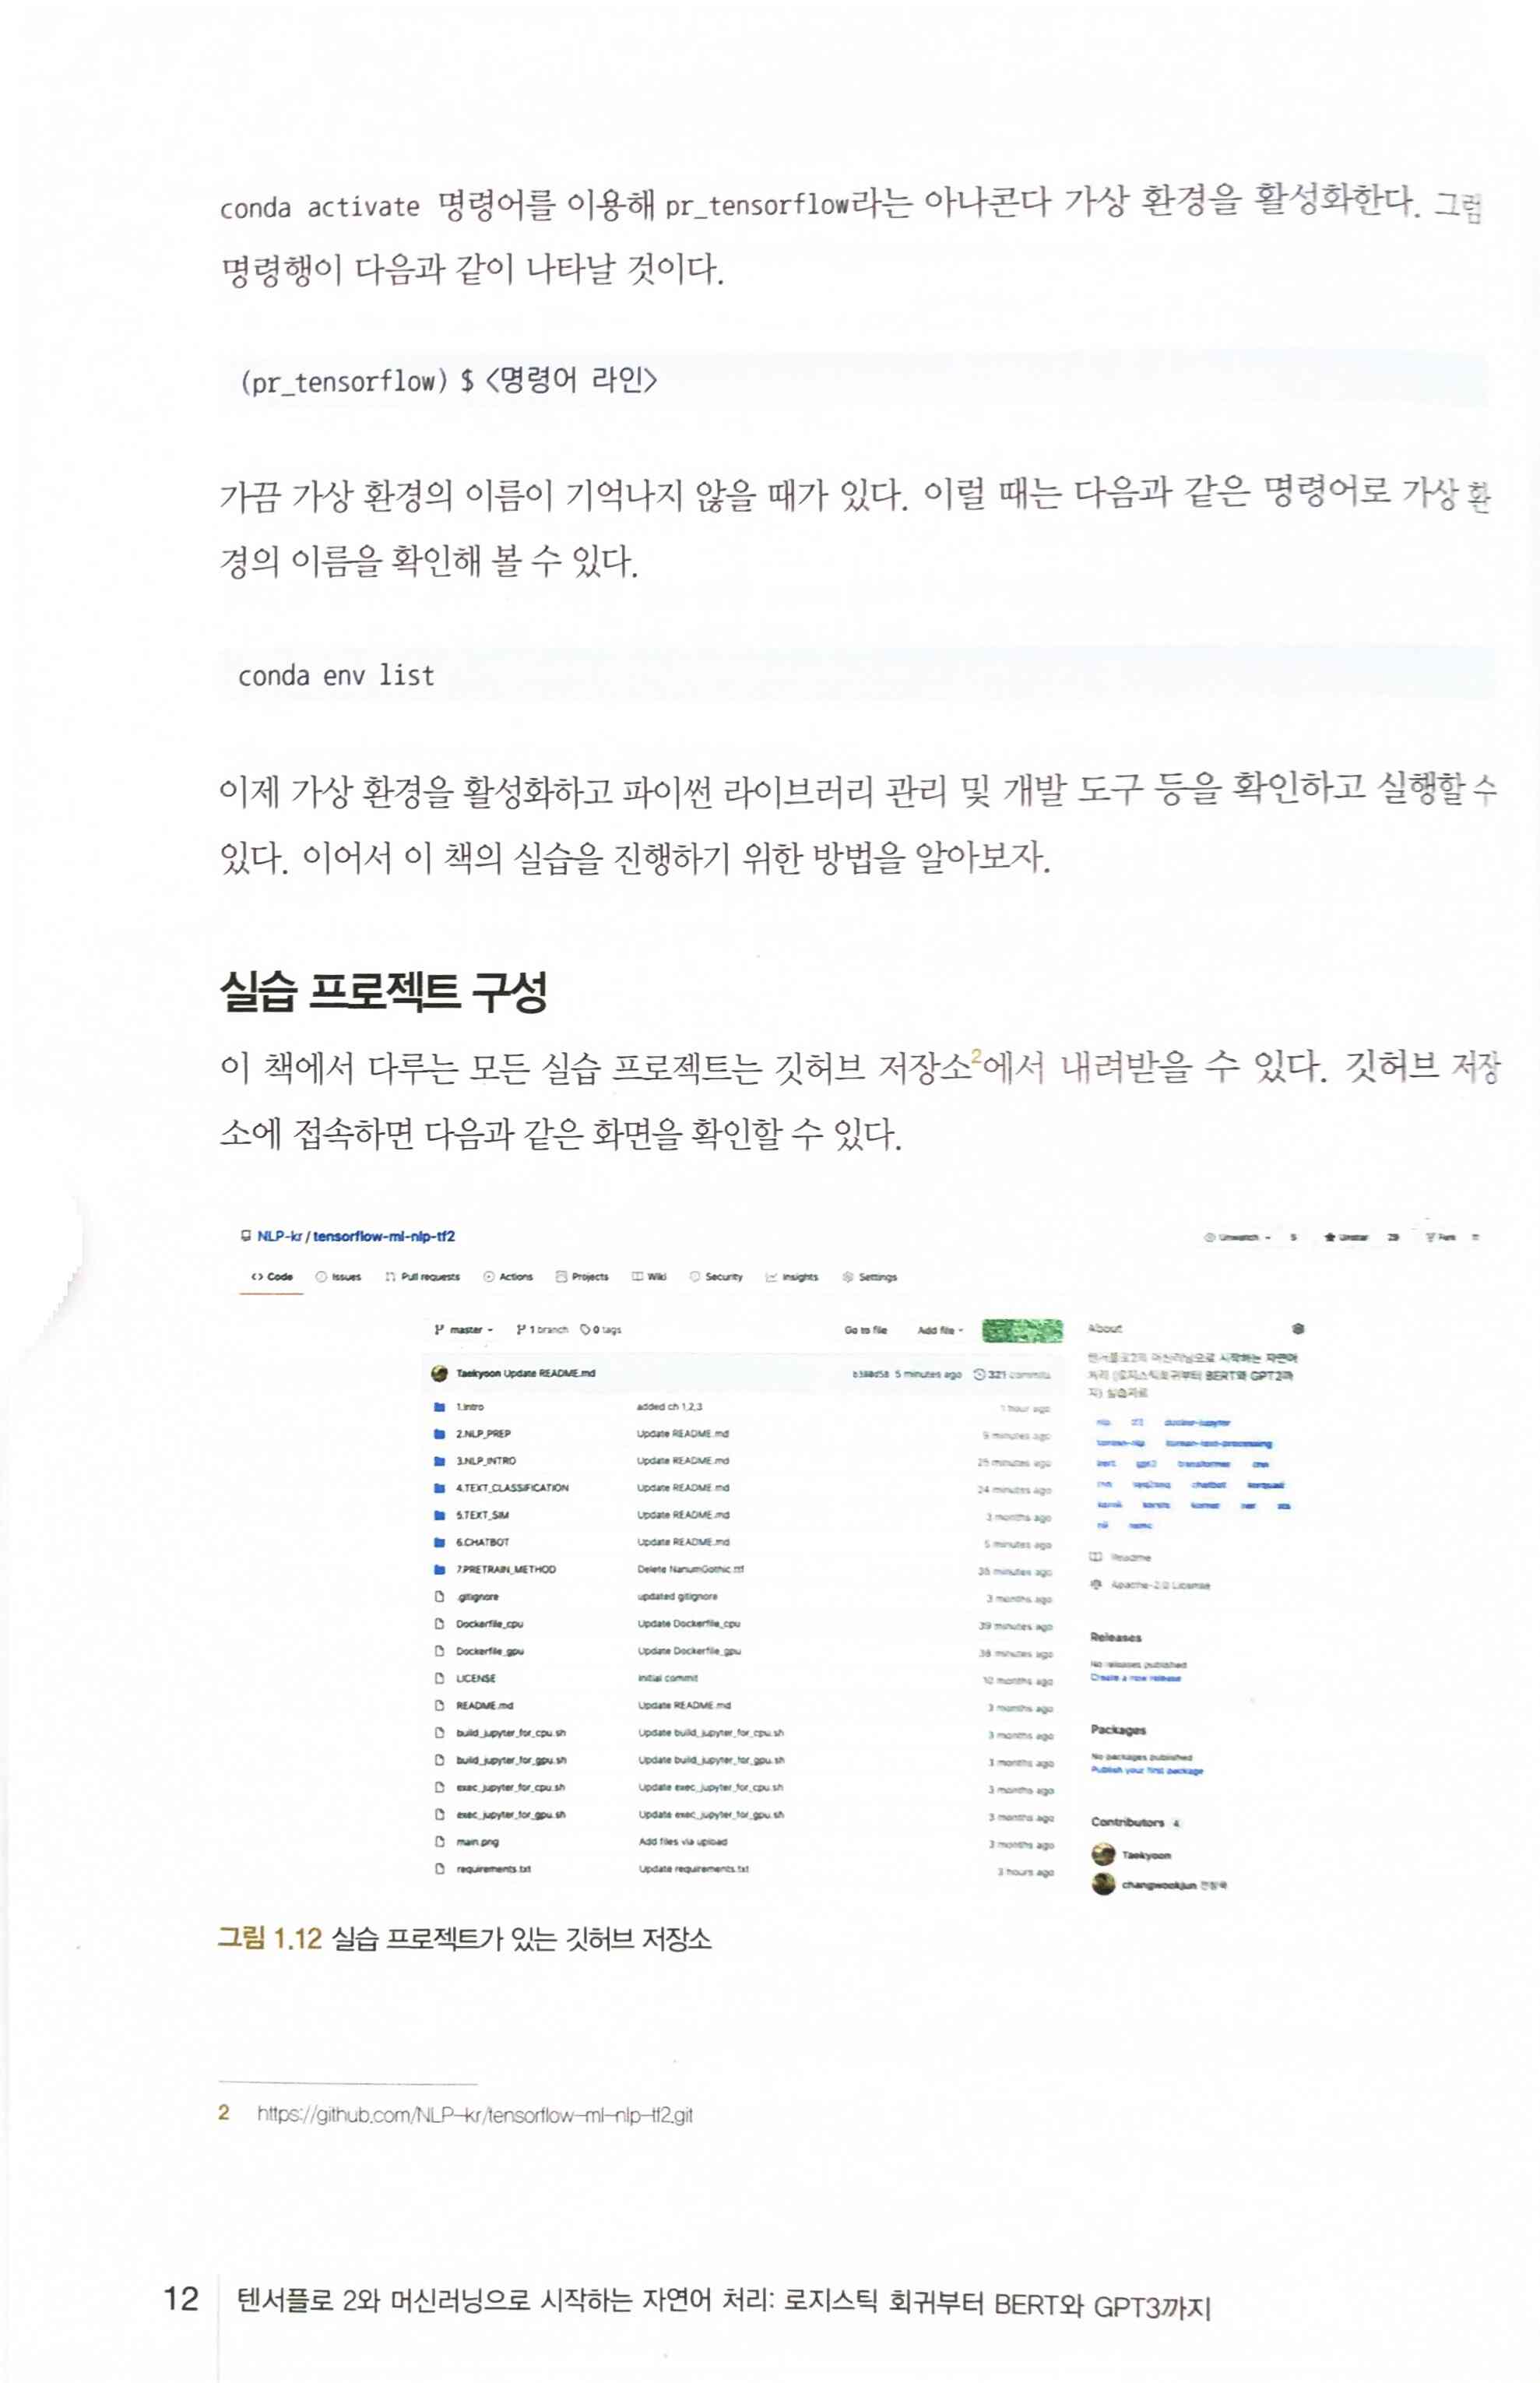 conda activate 명령어를 이용해 pr_tensorflow라는 아나콘다 가상 환경을 활성화한다. 그럼
명령행이 다음과 같이 나타날 것이다.
(pr_tensorflow) $ <명령어 라인>
가끔 가상 환경의 이름이 기억나지 않을 때가 있다. 이럴 때는 다음과 같은 명령어로 가상 환
경의 이름을 확인해 볼 수 있다.
conda env list
이제 가상 환경을 활성화하고 파이썬 라이브러리 관리 및 개발 도구 등을 확인하고 실행할 수
있다. 이어서 이 책의 실습을 진행하기 위한 방법을 알아보자.
실습 프로젝트 구성
이 책에서 다루는 모든 실습 프로젝트는 깃허브 저장소2에서 내려받을 수 있다. 깃허브 저장
소에 접속하면 다음과 같은 화면을 확인할 수 있다.
NLP-kr / tensorflow-ml-nlp-tf2 Unwatch 5 Unstar 29 Fork
<> Code Issues Pull requests Actions Projects Wiki Security Insights Settings
master 1 branch 0 tags Go to file Add file About
Taekyoon Update README.md b388d58 5 minutes ago 321 commits
텐서플로2와 머신러닝으로 시작하는 자연어
처리 (로지스틱회귀부터 BERT와 GPT2까
지) 실습자료
1.Intro added ch 1,2,3 1 hour ago
2.NLP_PREP Update README.md 9 minutes ago
3.NLP_INTRO Update README.md 25 minutes ago
4.TEXT_CLASSIFICATION Update README.md 24 minutes ago
5.TEXT_SIM Update README.md 3 months ago
6.CHATBOT Update README.md 5 minutes ago
7.PRETRAIN_METHOD Delete NanumGothic.ttf 35 minutes ago
.gitignore updated gitignore 3 months ago
Dockerfile_cpu Update Dockerfile_cpu 39 minutes ago
Dockerfile_gpu Update Dockerfile_gpu 38 minutes ago
LICENSE Initial commit 10 months ago
README.md Update README.md 3 months ago
build_jupyter_for_cpu.sh Update build_jupyter_for_cpu.sh 3 months ago
build_jupyter_for_gpu.sh Update build_jupyter_for_gpu.sh 3 months ago
exec_jupyter_for_cpu.sh Update exec_jupyter_for_cpu.sh 3 months ago
exec_jupyter_for_gpu.sh Update exec_jupyter_for_gpu.sh 3 months ago
main.png Add files via upload 3 months ago
requirements.txt Update requirements.txt 3 hours ago
nlp tf2 docker-jupyter
korean-nlp korean-text-processing
bert gpt2 transformer cnn
rnn seq2seq chatbot korquad
kornli korsts korner ner sts
nli nsmc
Readme
Apache-2.0 License
Releases
No releases published
Create a new release
Packages
No packages published
Publish your first package
Contributors 4
Taekyoon
changwookjun 전창욱
그림 1.12 실습 프로젝트가 있는 깃허브 저장소
2 https://github.com/NLP-kr/tensorflow-ml-nlp-tf2.git
12 텐서플로 2와 머신러닝으로 시작하는 자연어 처리: 로지스틱 회귀부터 BERT와 GPT3까지